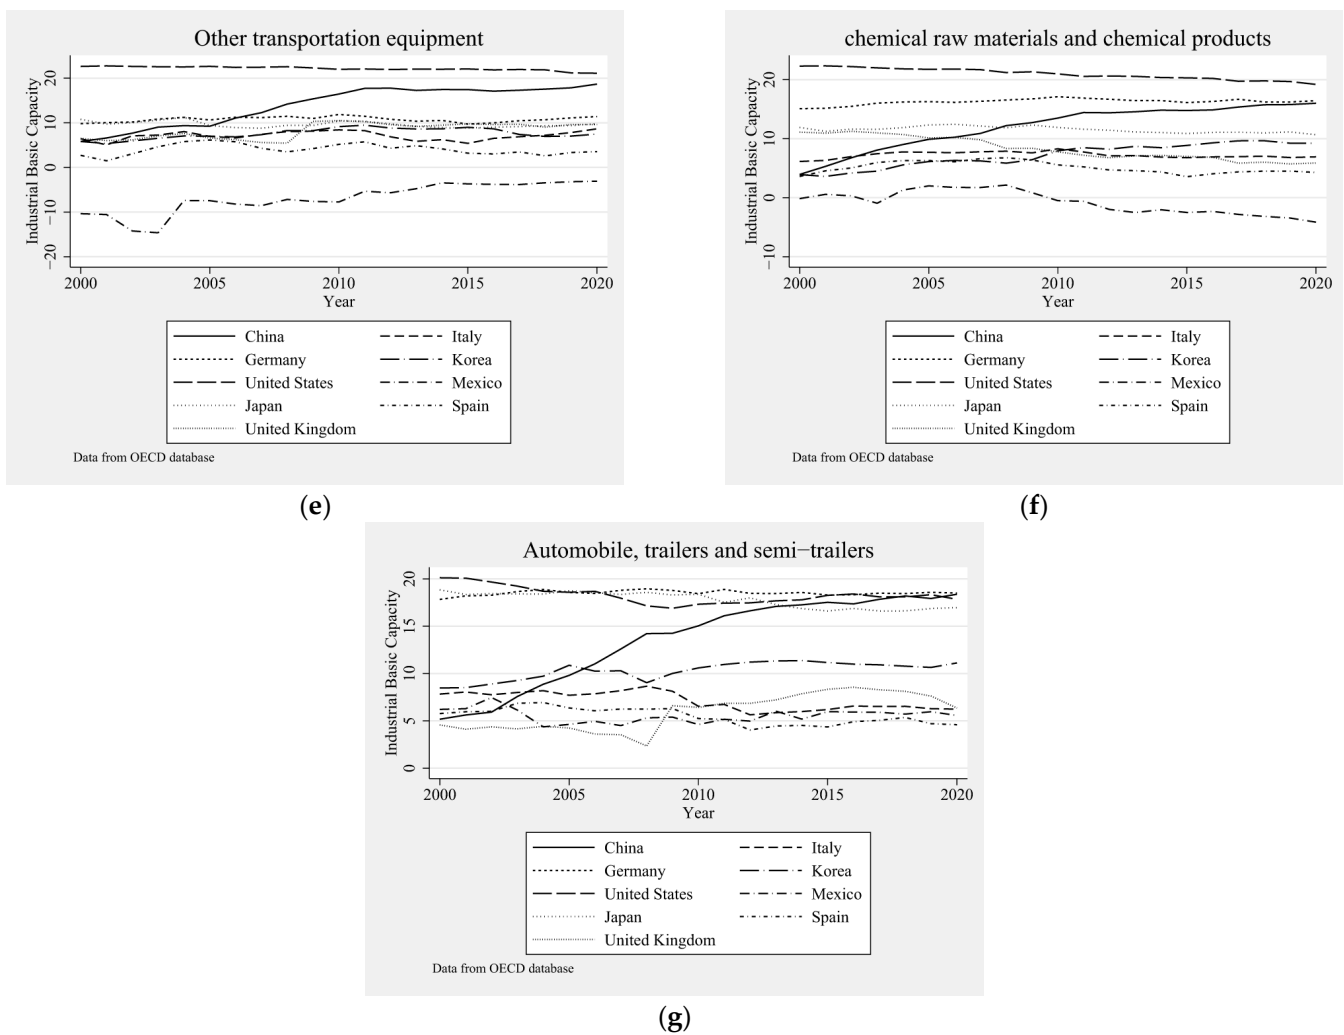 Other transportation equipment
Industrial Basic Capacity
20
10
0
−10
−20
2000 2005 2010 2015 2020
Year
China Italy
Germany Korea
United States Mexico
Japan Spain
United Kingdom
Data from OECD database
(e)
chemical raw materials and chemical products
Industrial Basic Capacity
20
10
0
−10
2000 2005 2010 2015 2020
Year
China Italy
Germany Korea
United States Mexico
Japan Spain
United Kingdom
Data from OECD database
(f)
Automobile, trailers and semi−trailers
Industrial Basic Capacity
20
15
10
5
0
2000 2005 2010 2015 2020
Year
China Italy
Germany Korea
United States Mexico
Japan Spain
United Kingdom
Data from OECD database
(g)